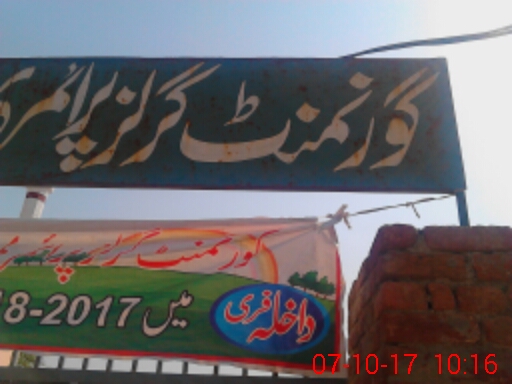 گورنمنٹ گرلز پرائمری
گورنمنٹ گرلز پرائمری
داخلہ فری
میں 2017-18
07-10-17 10:16